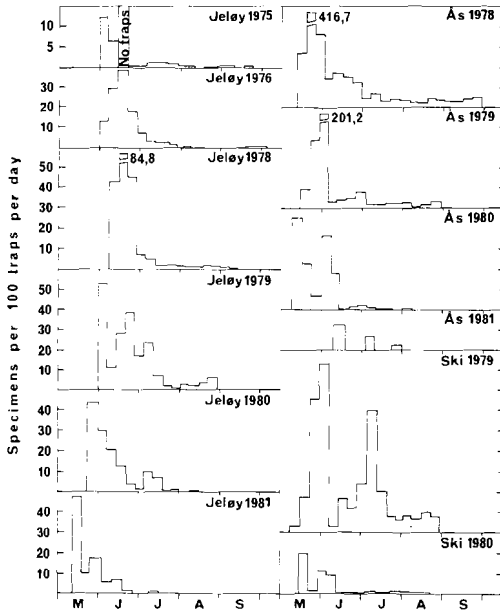 Specimens per 100 traps per day
Jeløy 1975
No traps
15
10
5
Jeløy 1976
30
20
10
Jeløy 1978
84,8
50
40
30
20
10
Jeløy 1979
50
40
30
20
10
Jeløy 1980
40
30
20
10
Jeløy 1981
40
30
20
10
M J J A S
Ås 1978
416,7
Ås 1979
201,2
Ås 1980
Ås 1981
Ski 1979
Ski 1980
M J J A S